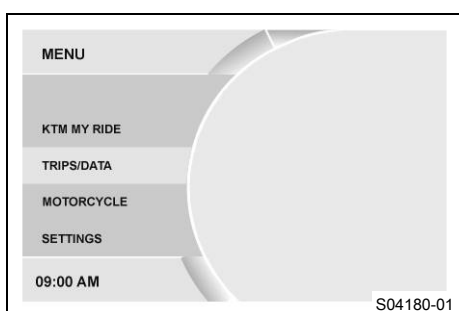 MENU
KTM MY RIDE
TRIPS/DATA
MOTORCYCLE
SETTINGS
09:00 AM
S04180-01